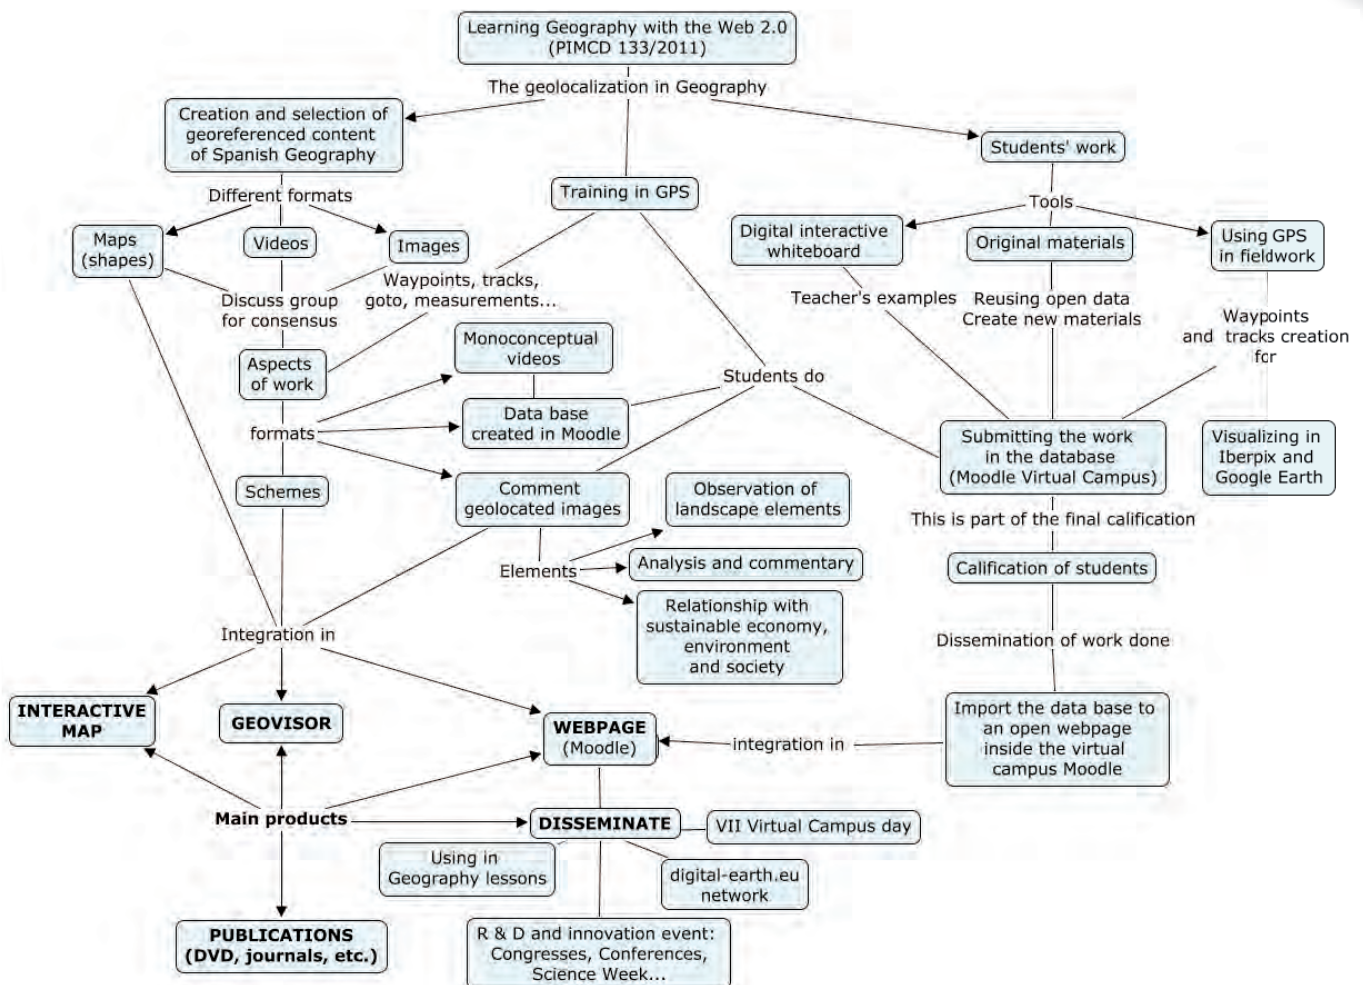 Learning Geography with the Web 2.0
(PIMCD 133/2011)
The geolocalization in Geography
Creation and selection of
georeferenced content
of Spanish Geography
Students' work
Different formats
Training in GPS
Tools
Maps
(shapes)
Videos
Images
Digital interactive
whiteboard
Original materials
Using GPS
in fieldwork
Waypoints, tracks,
goto, measurements...
Discuss group
for consensus
Teacher's examples
Reusing open data
Create new materials
Waypoints
and tracks creation
for
Monoconceptual
videos
Aspects
of work
Students do
Data base
created in Moodle
formats
Submitting the work
in the database
(Moodle Virtual Campus)
Visualizing in
Iberpix and
Google Earth
Schemes
Comment
geolocated images
Observation of
landscape elements
This is part of the final calification
Elements
Analysis and commentary
Calification of students
Relationship with
sustainable economy,
environment
and society
Integration in
Dissemination of work done
INTERACTIVE
MAP
GEOVISOR
WEBPAGE
(Moodle)
integration in
Import the data base to
an open webpage
inside the virtual
campus Moodle
Main products
DISSEMINATE
VII Virtual Campus day
Using in
Geography lessons
digital-earth.eu
network
PUBLICATIONS
(DVD, journals, etc.)
R & D and innovation event:
Congresses, Conferences,
Science Week...